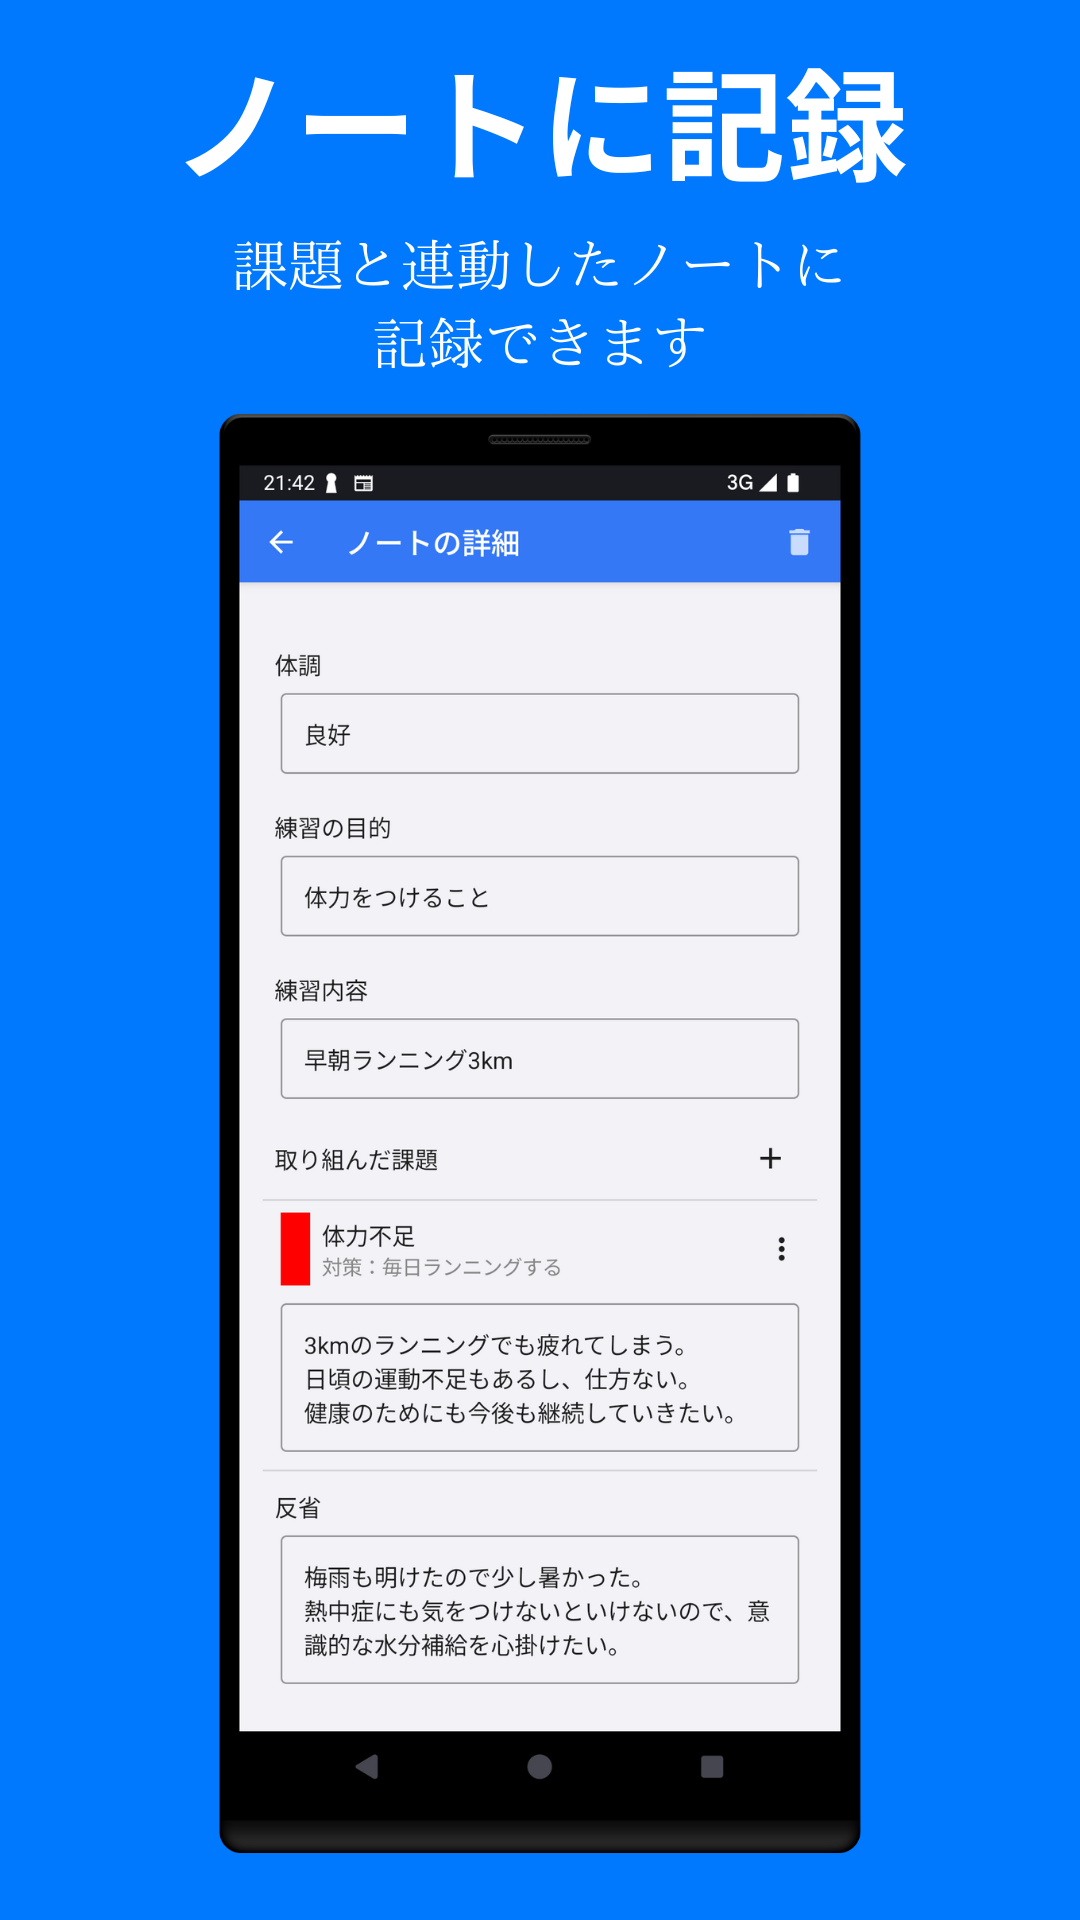 ノートに記録
課題と連動したノートに
記録できます
21:42
3G
ノートの詳細
体調
良好
練習の目的
体力をつけること
練習内容
早朝ランニング3km
取り組んだ課題
体力不足
対策：毎日ランニングする
3kmのランニングでも疲れてしまう。
日頃の運動不足もあるし、仕方ない。
健康のためにも今後も継続していきたい。
反省
梅雨も明けたので少し暑かった。
熱中症にも気をつけないといけないので、意
識的な水分補給を心掛けたい。